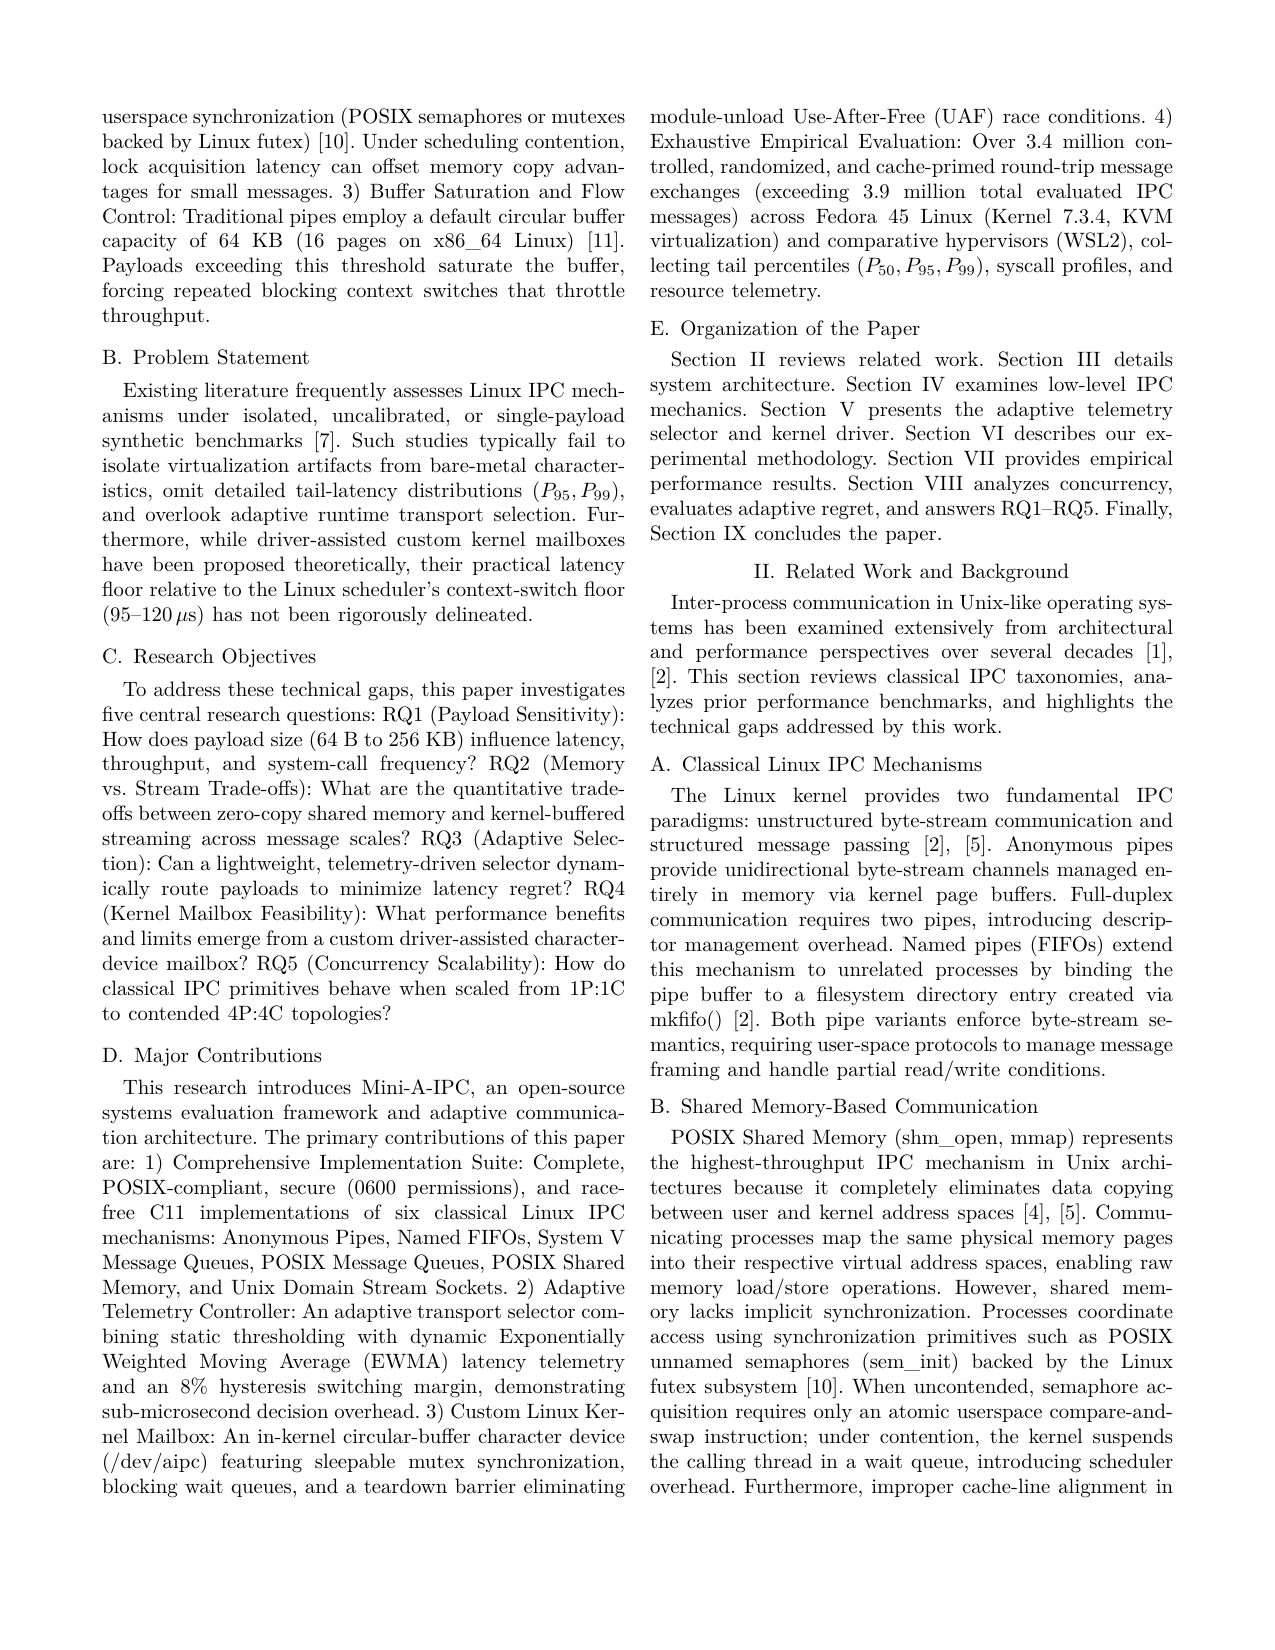 userspace synchronization (POSIX semaphores or mutexes
backed by Linux futex) [10]. Under scheduling contention,
lock acquisition latency can offset memory copy advan-
tages for small messages. 3) Buffer Saturation and Flow
Control: Traditional pipes employ a default circular buffer
capacity of 64 KB (16 pages on x86_64 Linux) [11].
Payloads exceeding this threshold saturate the buffer,
forcing repeated blocking context switches that throttle
throughput.
B. Problem Statement
Existing literature frequently assesses Linux IPC mech-
anisms under isolated, uncalibrated, or single-payload
synthetic benchmarks [7]. Such studies typically fail to
isolate virtualization artifacts from bare-metal character-
istics, omit detailed tail-latency distributions (P95, P99),
and overlook adaptive runtime transport selection. Fur-
thermore, while driver-assisted custom kernel mailboxes
have been proposed theoretically, their practical latency
floor relative to the Linux scheduler's context-switch floor
(95–120 μs) has not been rigorously delineated.
C. Research Objectives
To address these technical gaps, this paper investigates
five central research questions: RQ1 (Payload Sensitivity):
How does payload size (64 B to 256 KB) influence latency,
throughput, and system-call frequency? RQ2 (Memory
vs. Stream Trade-offs): What are the quantitative trade-
offs between zero-copy shared memory and kernel-buffered
streaming across message scales? RQ3 (Adaptive Selec-
tion): Can a lightweight, telemetry-driven selector dynam-
ically route payloads to minimize latency regret? RQ4
(Kernel Mailbox Feasibility): What performance benefits
and limits emerge from a custom driver-assisted character-
device mailbox? RQ5 (Concurrency Scalability): How do
classical IPC primitives behave when scaled from 1P:1C
to contended 4P:4C topologies?
D. Major Contributions
This research introduces Mini-A-IPC, an open-source
systems evaluation framework and adaptive communica-
tion architecture. The primary contributions of this paper
are: 1) Comprehensive Implementation Suite: Complete,
POSIX-compliant, secure (0600 permissions), and race-
free C11 implementations of six classical Linux IPC
mechanisms: Anonymous Pipes, Named FIFOs, System V
Message Queues, POSIX Message Queues, POSIX Shared
Memory, and Unix Domain Stream Sockets. 2) Adaptive
Telemetry Controller: An adaptive transport selector com-
bining static thresholding with dynamic Exponentially
Weighted Moving Average (EWMA) latency telemetry
and an 8% hysteresis switching margin, demonstrating
sub-microsecond decision overhead. 3) Custom Linux Ker-
nel Mailbox: An in-kernel circular-buffer character device
(/dev/aipc) featuring sleepable mutex synchronization,
blocking wait queues, and a teardown barrier eliminating
module-unload Use-After-Free (UAF) race conditions. 4)
Exhaustive Empirical Evaluation: Over 3.4 million con-
trolled, randomized, and cache-primed round-trip message
exchanges (exceeding 3.9 million total evaluated IPC
messages) across Fedora 45 Linux (Kernel 7.3.4, KVM
virtualization) and comparative hypervisors (WSL2), col-
lecting tail percentiles (P50, P95, P99), syscall profiles, and
resource telemetry.
E. Organization of the Paper
Section II reviews related work. Section III details
system architecture. Section IV examines low-level IPC
mechanics. Section V presents the adaptive telemetry
selector and kernel driver. Section VI describes our ex-
perimental methodology. Section VII provides empirical
performance results. Section VIII analyzes concurrency,
evaluates adaptive regret, and answers RQ1–RQ5. Finally,
Section IX concludes the paper.
II. Related Work and Background
Inter-process communication in Unix-like operating sys-
tems has been examined extensively from architectural
and performance perspectives over several decades [1],
[2]. This section reviews classical IPC taxonomies, ana-
lyzes prior performance benchmarks, and highlights the
technical gaps addressed by this work.
A. Classical Linux IPC Mechanisms
The Linux kernel provides two fundamental IPC
paradigms: unstructured byte-stream communication and
structured message passing [2], [5]. Anonymous pipes
provide unidirectional byte-stream channels managed en-
tirely in memory via kernel page buffers. Full-duplex
communication requires two pipes, introducing descrip-
tor management overhead. Named pipes (FIFOs) extend
this mechanism to unrelated processes by binding the
pipe buffer to a filesystem directory entry created via
mkfifo() [2]. Both pipe variants enforce byte-stream se-
mantics, requiring user-space protocols to manage message
framing and handle partial read/write conditions.
B. Shared Memory-Based Communication
POSIX Shared Memory (shm_open, mmap) represents
the highest-throughput IPC mechanism in Unix archi-
tectures because it completely eliminates data copying
between user and kernel address spaces [4], [5]. Commu-
nicating processes map the same physical memory pages
into their respective virtual address spaces, enabling raw
memory load/store operations. However, shared mem-
ory lacks implicit synchronization. Processes coordinate
access using synchronization primitives such as POSIX
unnamed semaphores (sem_init) backed by the Linux
futex subsystem [10]. When uncontended, semaphore ac-
quisition requires only an atomic userspace compare-and-
swap instruction; under contention, the kernel suspends
the calling thread in a wait queue, introducing scheduler
overhead. Furthermore, improper cache-line alignment in